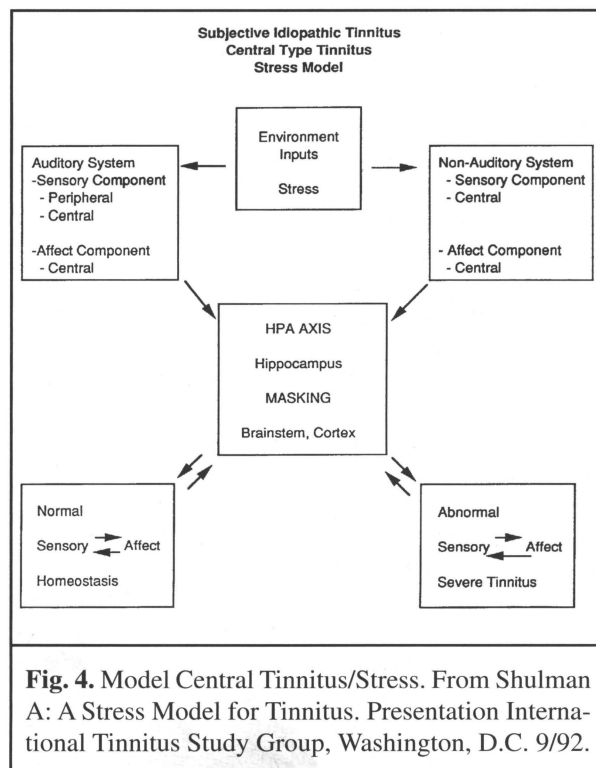 Subjective Idiopathic Tinnitus
Central Type Tinnitus
Stress Model
Environment
Inputs
Stress
Auditory System
-Sensory Component
- Peripheral
- Central
-Affect Component
- Central
Non-Auditory System
- Sensory Component
- Central
- Affect Component
- Central
HPA AXIS
Hippocampus
MASKING
Brainstem, Cortex
Normal
Sensory Affect
Homeostasis
Abnormal
Sensory Affect
Severe Tinnitus
Fig. 4. Model Central Tinnitus/Stress. From Shulman
A: A Stress Model for Tinnitus. Presentation Interna-
tional Tinnitus Study Group, Washington, D.C. 9/92.